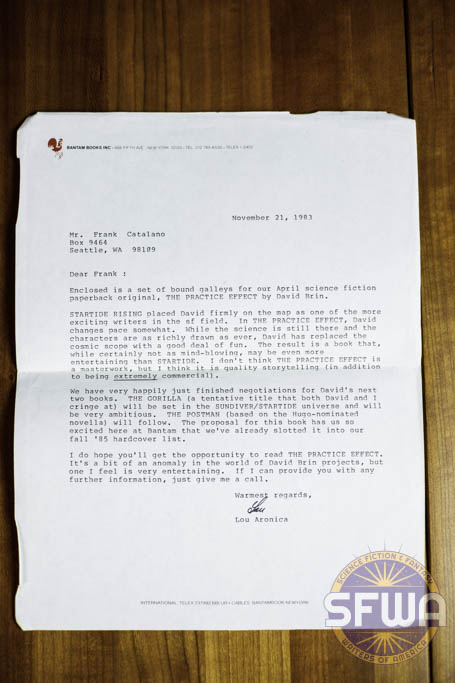 BANTAM BOOKS INC
November 21, 1983
Mr. Frank Catalano
Box 9464
Seattle, WA 98109
Dear Frank :
Enclosed is a set of bound galleys for our April science fiction
paperback original, THE PRACTICE EFFECT by David Brin.
STARTIDE RISING placed David firmly on the map as one of the more
exciting writers in the sf field. In THE PRACTICE EFFECT, David
changes pace somewhat. While the science is still there and the
characters are as richly drawn as ever, David has replaced the
cosmic scope with a good deal of fun. The result is a book that,
while certainly not as mind-blowing, may be even more
entertaining than STARTIDE. I don't think THE PRACTICE EFFECT is
a masterwork, but I think it is quality storytelling (in addition
to being extremely commercial).
We have very happily just finished negotiations for David's next
two books. THE GORILLA (a tentative title that both David and I
cringe at) will be set in the SUNDIVER/STARTIDE universe and will
be very ambitious. THE POSTMAN (based on the Hugo-nominated
novella) will follow. The proposal for this book has us so
excited here at Bantam that we've already slotted it into our
fall '85 hardcover list.
I do hope you'll get the opportunity to read THE PRACTICE EFFECT.
It's a bit of an anomaly in the world of David Brin projects, but
one I feel is very entertaining. If I can provide you with any
further information, just give me a call.
Warmest regards,
Lou
Lou Aronica
SCIENCE FICTION & FANTASY
SFWA
WRITERS OF AMERICA